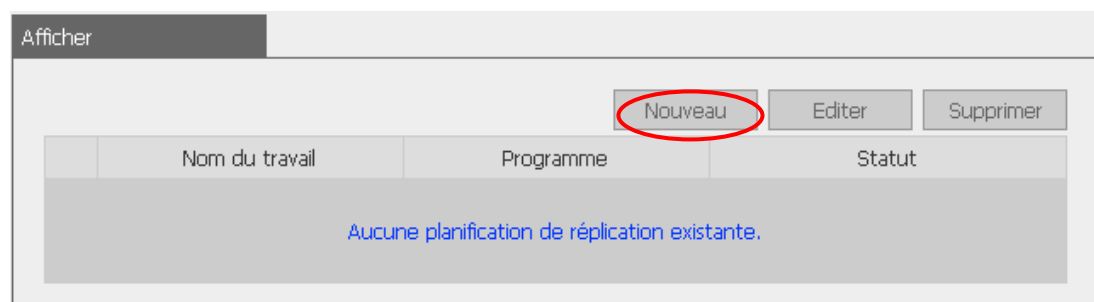 Afficher
Nouveau Editer Supprimer
Nom du travail Programme Statut
Aucune planification de réplication existante.